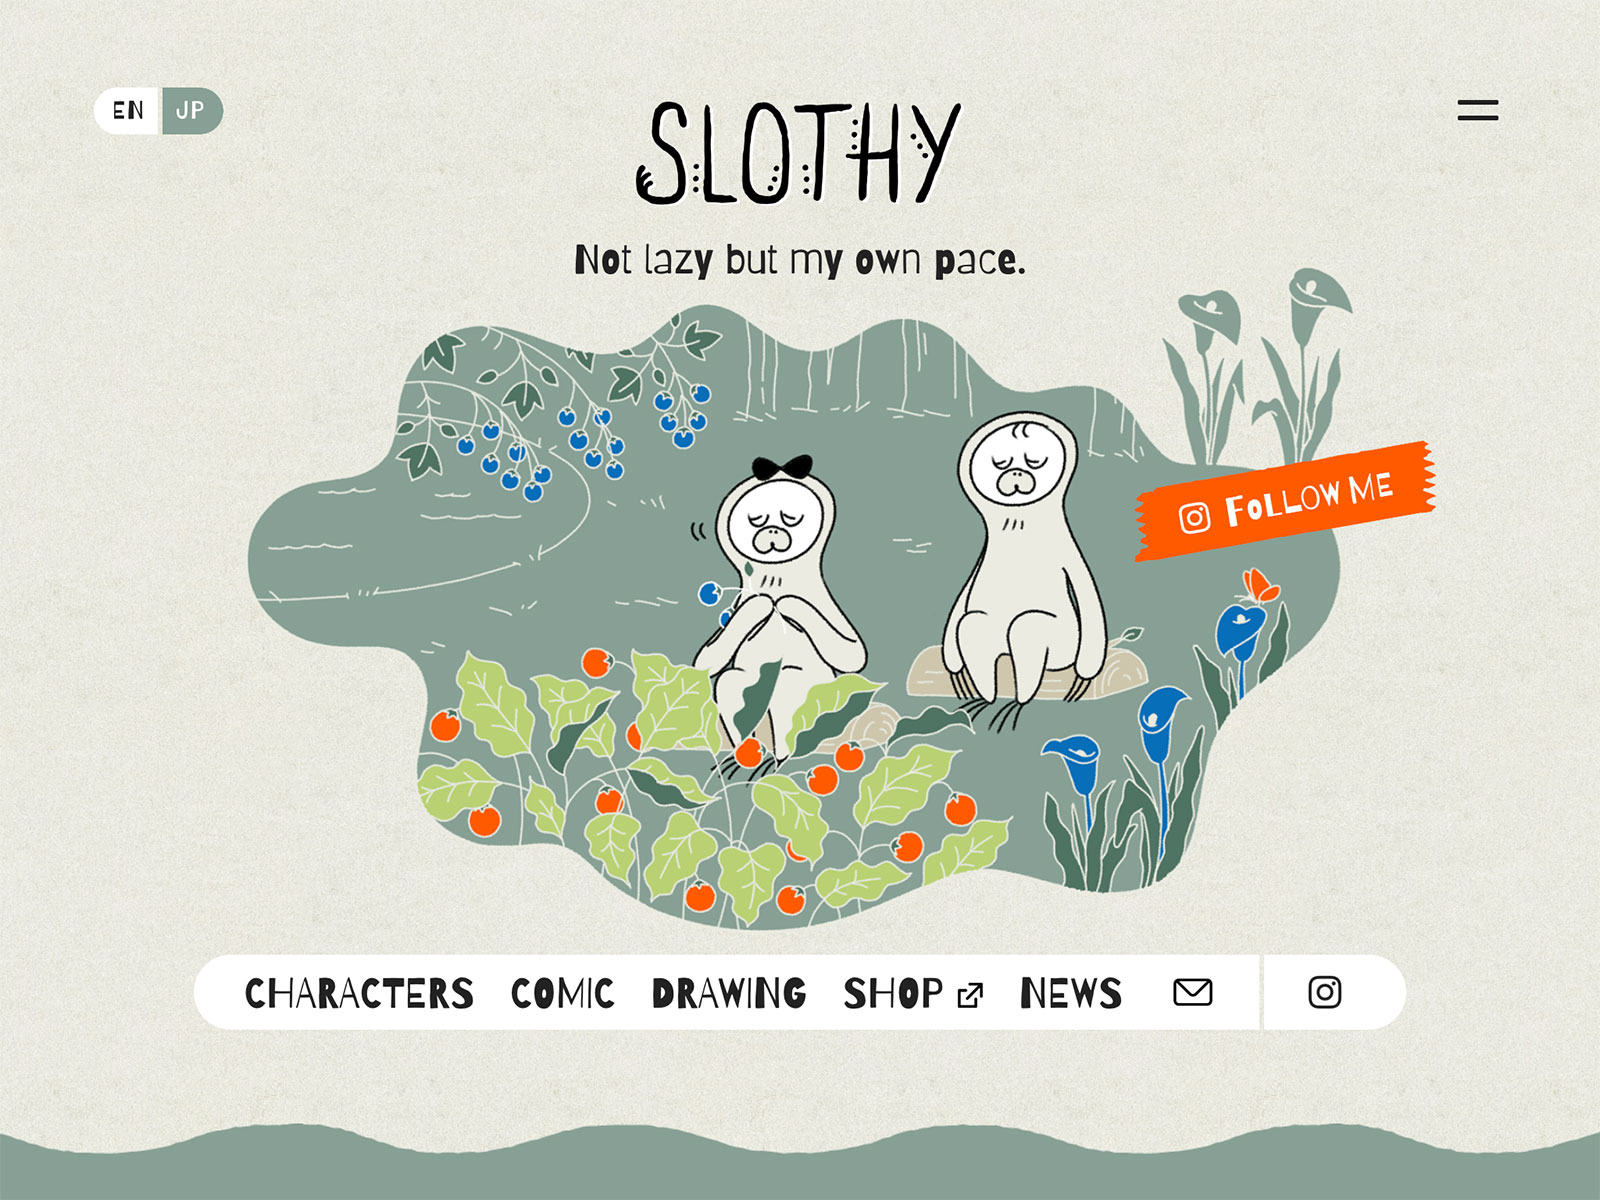 EN JP
SLOTHY
Not lazy but my own pace.
FOLLOW ME
CHARACTERS COMIC DRAWING SHOP NEWS